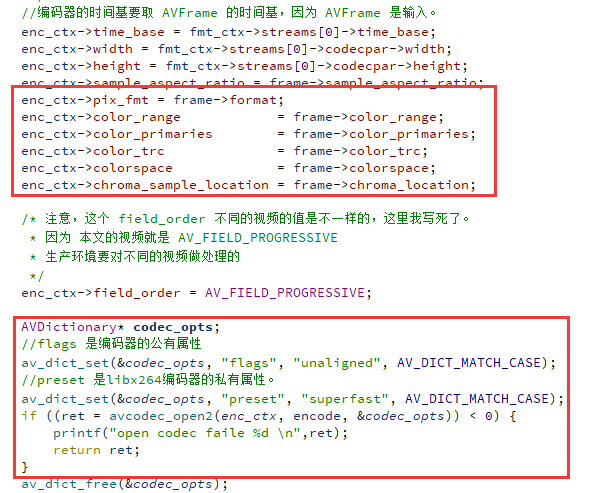 //编码器的时间基要取 AVFrame 的时间基，因为 AVFrame 是输入。
enc_ctx->time_base = fmt_ctx->streams[0]->time_base;
enc_ctx->width = fmt_ctx->streams[0]->codecpar->width;
enc_ctx->height = fmt_ctx->streams[0]->codecpar->height;
enc_ctx->sample_aspect_ratio = frame->sample_aspect_ratio;
enc_ctx->pix_fmt = frame->format;
enc_ctx->color_range            = frame->color_range;
enc_ctx->color_primaries        = frame->color_primaries;
enc_ctx->color_trc              = frame->color_trc;
enc_ctx->colorspace             = frame->colorspace;
enc_ctx->chroma_sample_location = frame->chroma_location;
/* 注意，这个 field_order 不同的视频的值是不一样的，这里我写死了。
 * 因为 本文的视频就是 AV_FIELD_PROGRESSIVE
 * 生产环境要对不同的视频做处理的
 */
enc_ctx->field_order = AV_FIELD_PROGRESSIVE;
AVDictionary* codec_opts;
//flags 是编码器的公有属性
av_dict_set(&codec_opts, "flags", "unaligned", AV_DICT_MATCH_CASE);
//preset 是libx264编码器的私有属性。
av_dict_set(&codec_opts, "preset", "superfast", AV_DICT_MATCH_CASE);
if ((ret = avcodec_open2(enc_ctx, encode, &codec_opts)) < 0) {
    printf("open codec faile %d \n",ret);
    return ret;
}
av_dict_free(&codec_opts);